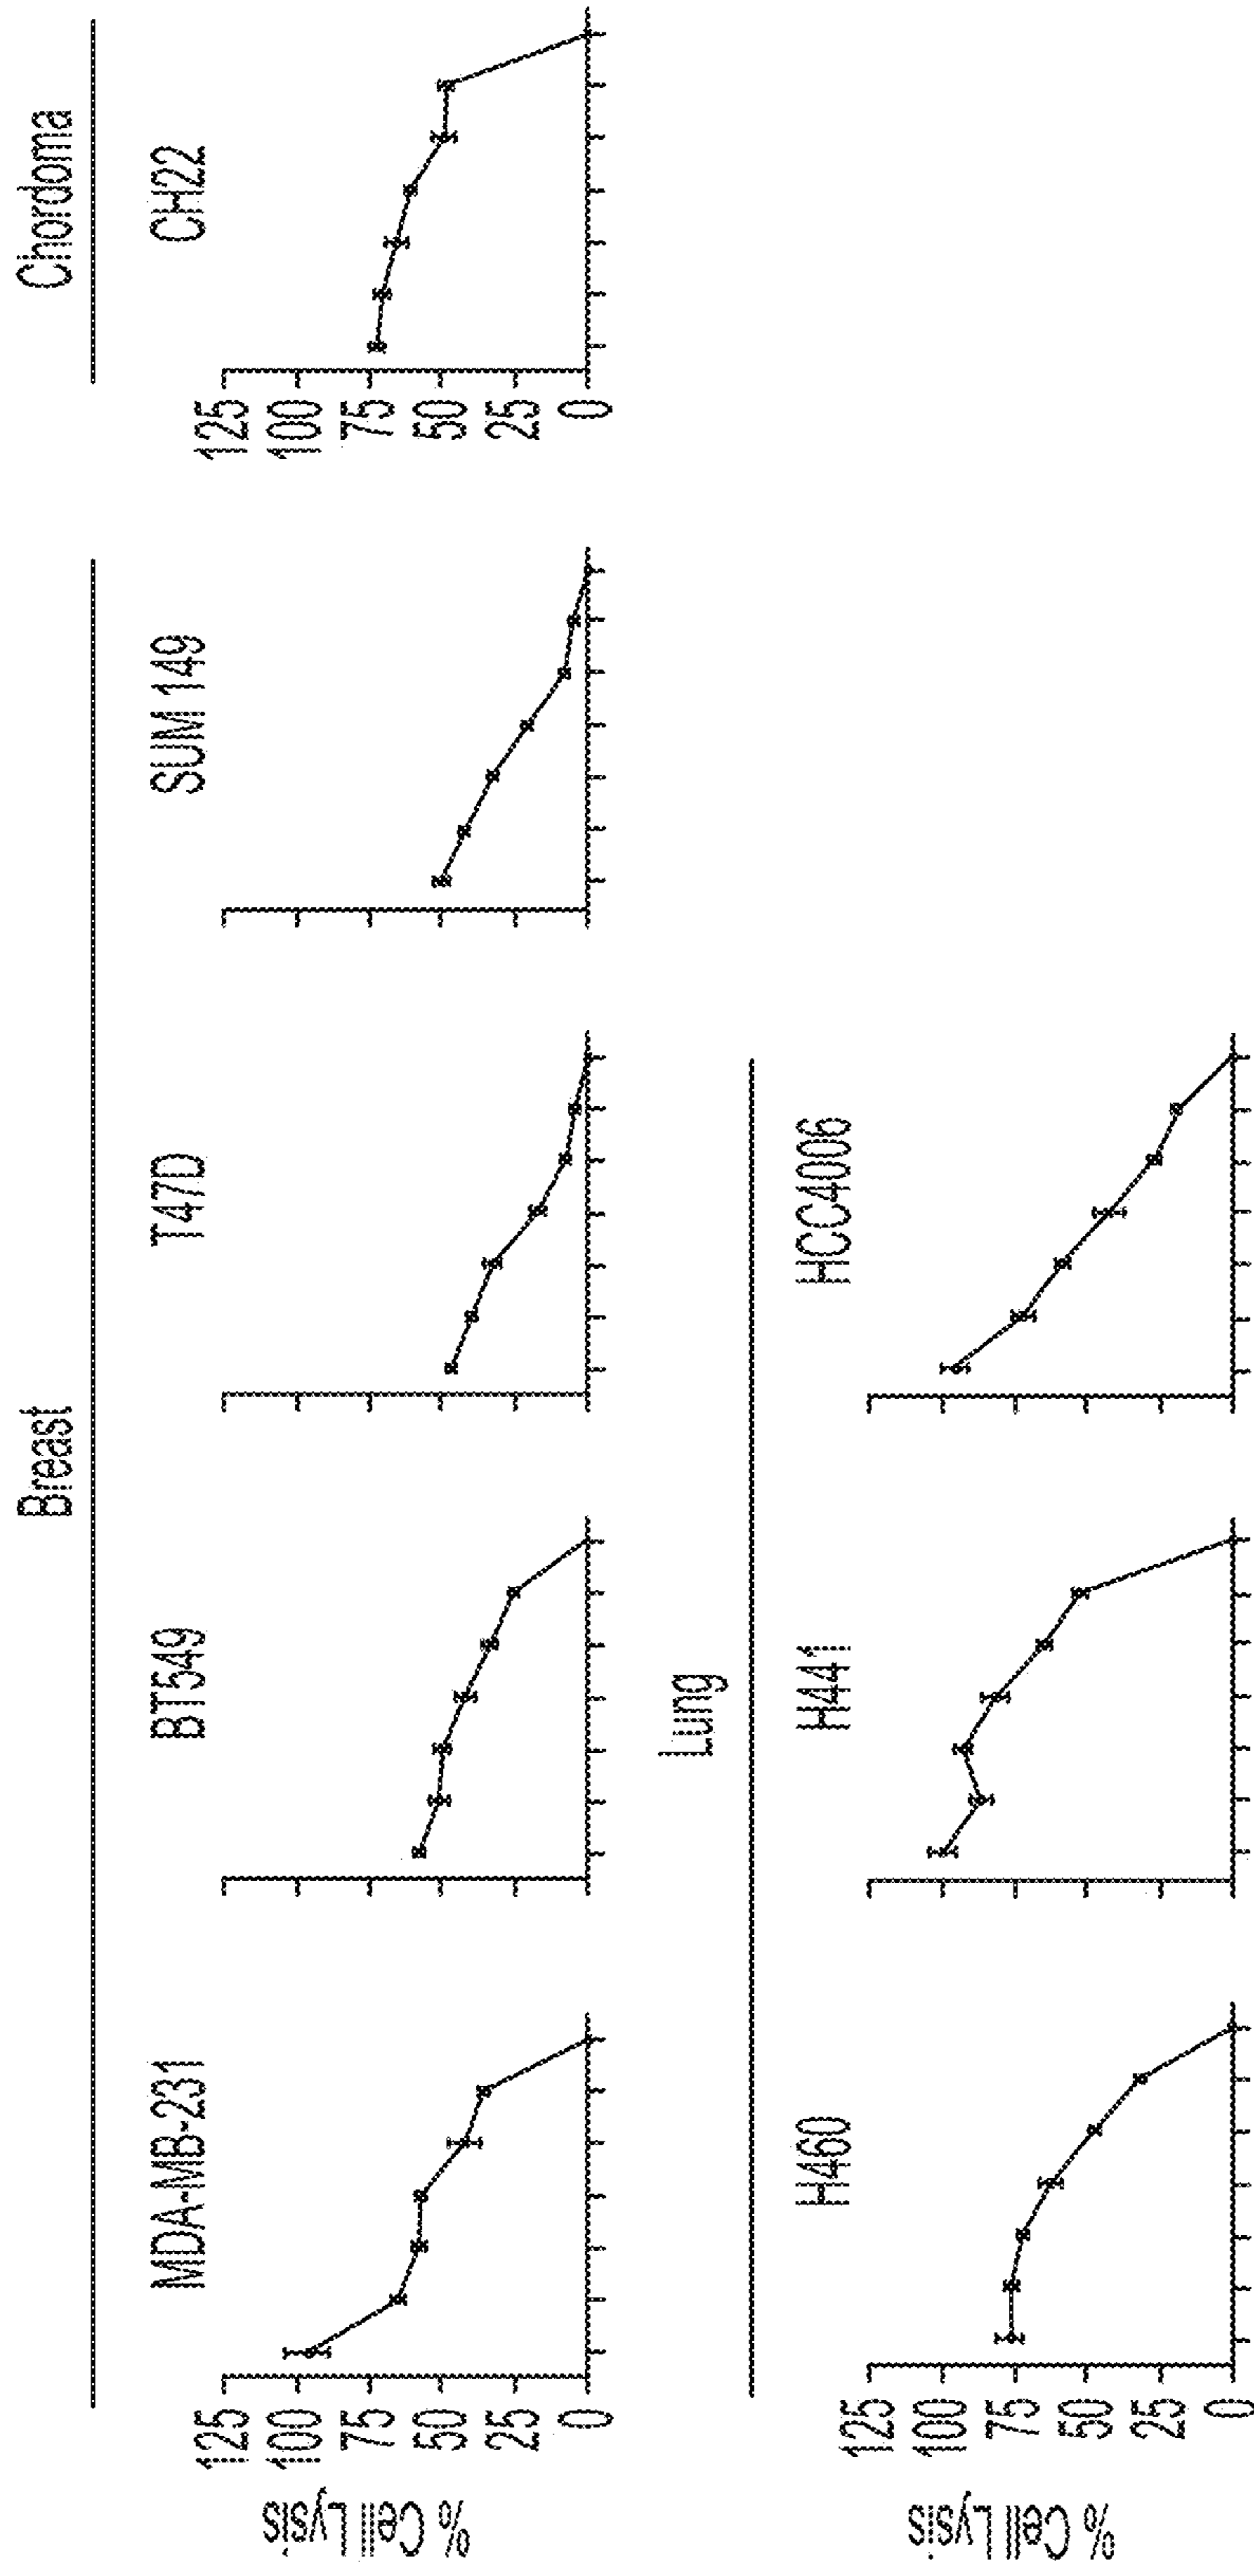 Breast
Chordoma
MDA-MB-231
BT549
T47D
SUM 149
CH22
% Cell Lysis
125
100
75
50
25
0
125
100
75
50
25
0
Lung
H460
H441
HCC4006
% Cell Lysis
125
100
75
50
25
0